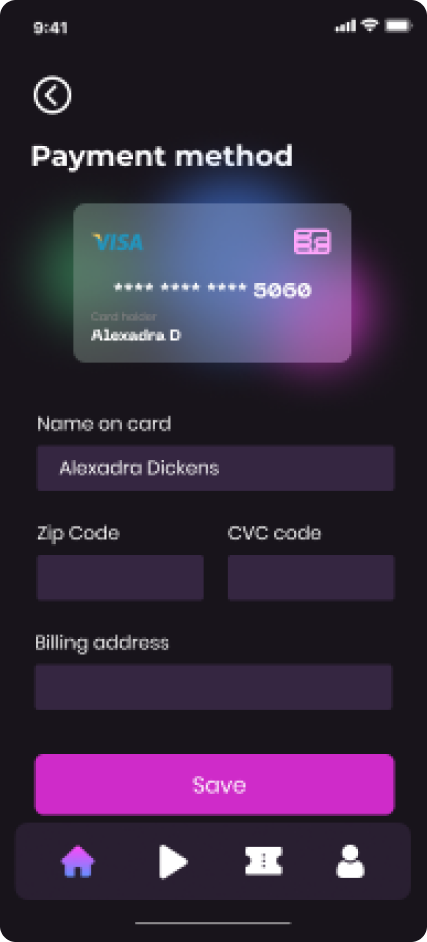 9:41
Payment method
VISA
**** **** **** 5060
Card holder
Alexadra D
Name on card
Alexadra Dickens
Zip Code
CVC code
Billing address
Save